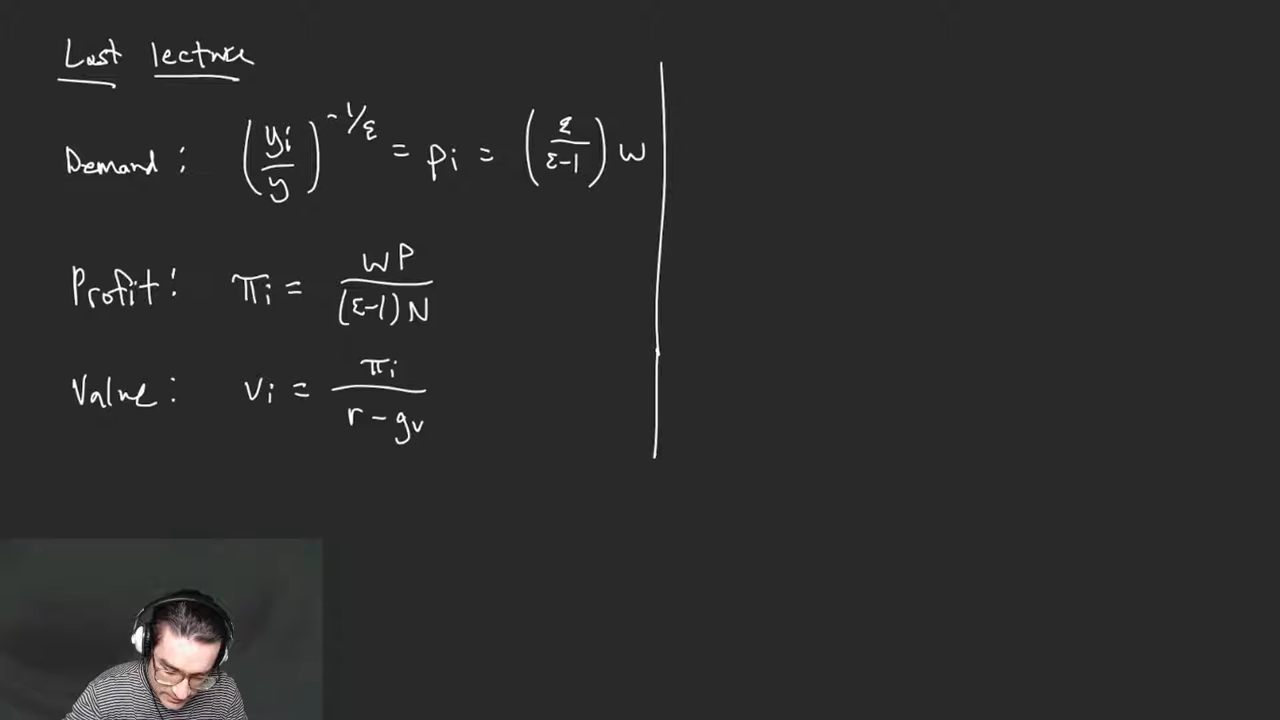 Last lecture
Demand: (yi/y)^-1/ε = pi = (ε/ε-1) w
Profit: πi = wP/(ε-1)N
Value: vi = πi/r-gv